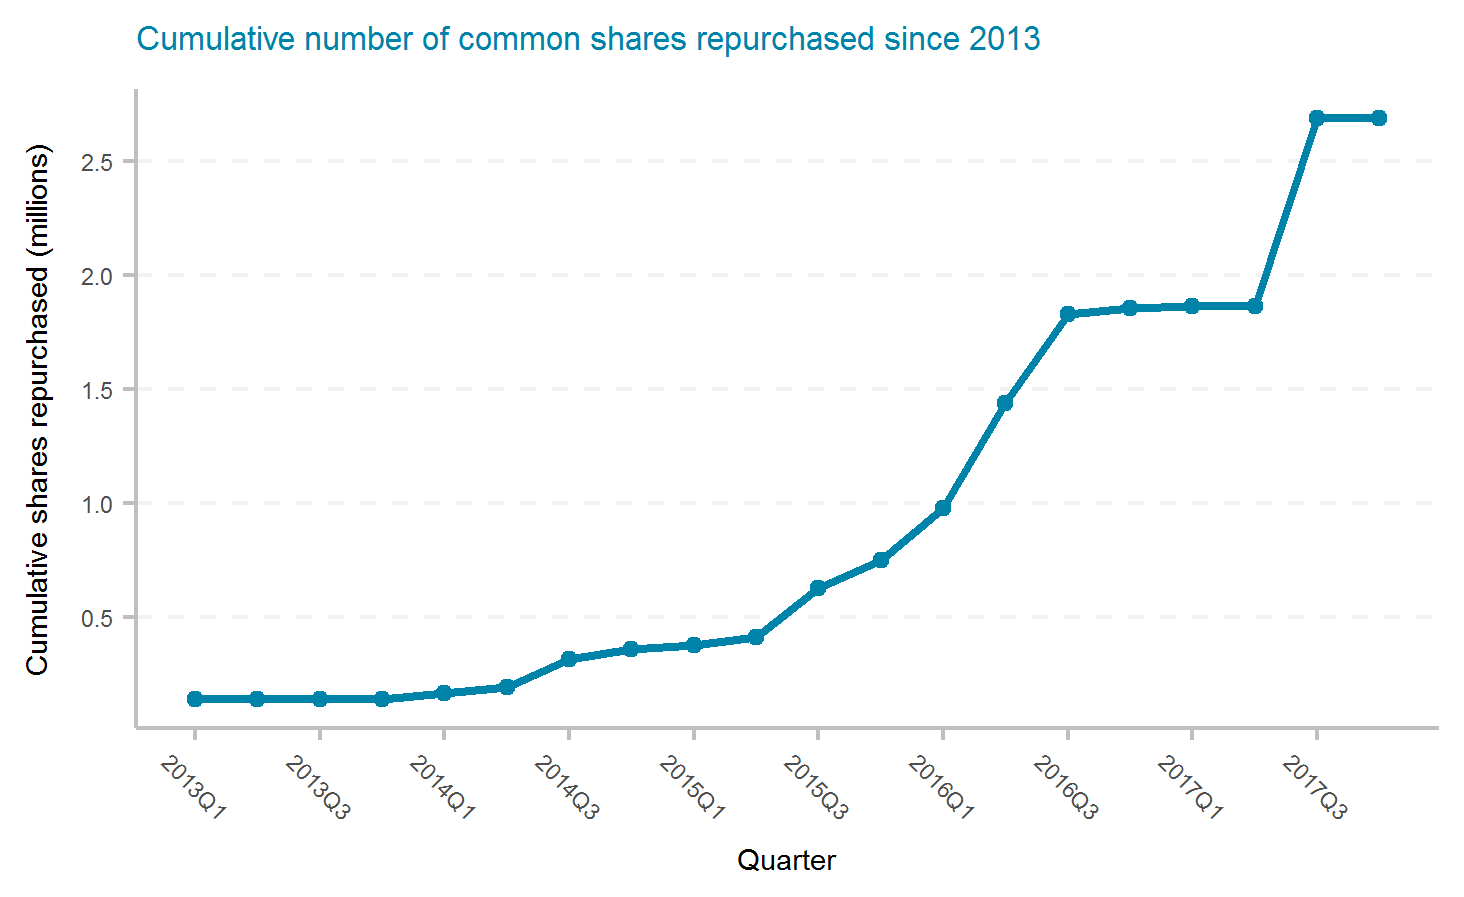 Cumulative number of common shares repurchased since 2013
Cumulative shares repurchased (millions)
2.5
2.0
1.5
1.0
0.5
2013Q1
2013Q3
2014Q1
2014Q3
2015Q1
2015Q3
2016Q1
2016Q3
2017Q1
2017Q3
Quarter